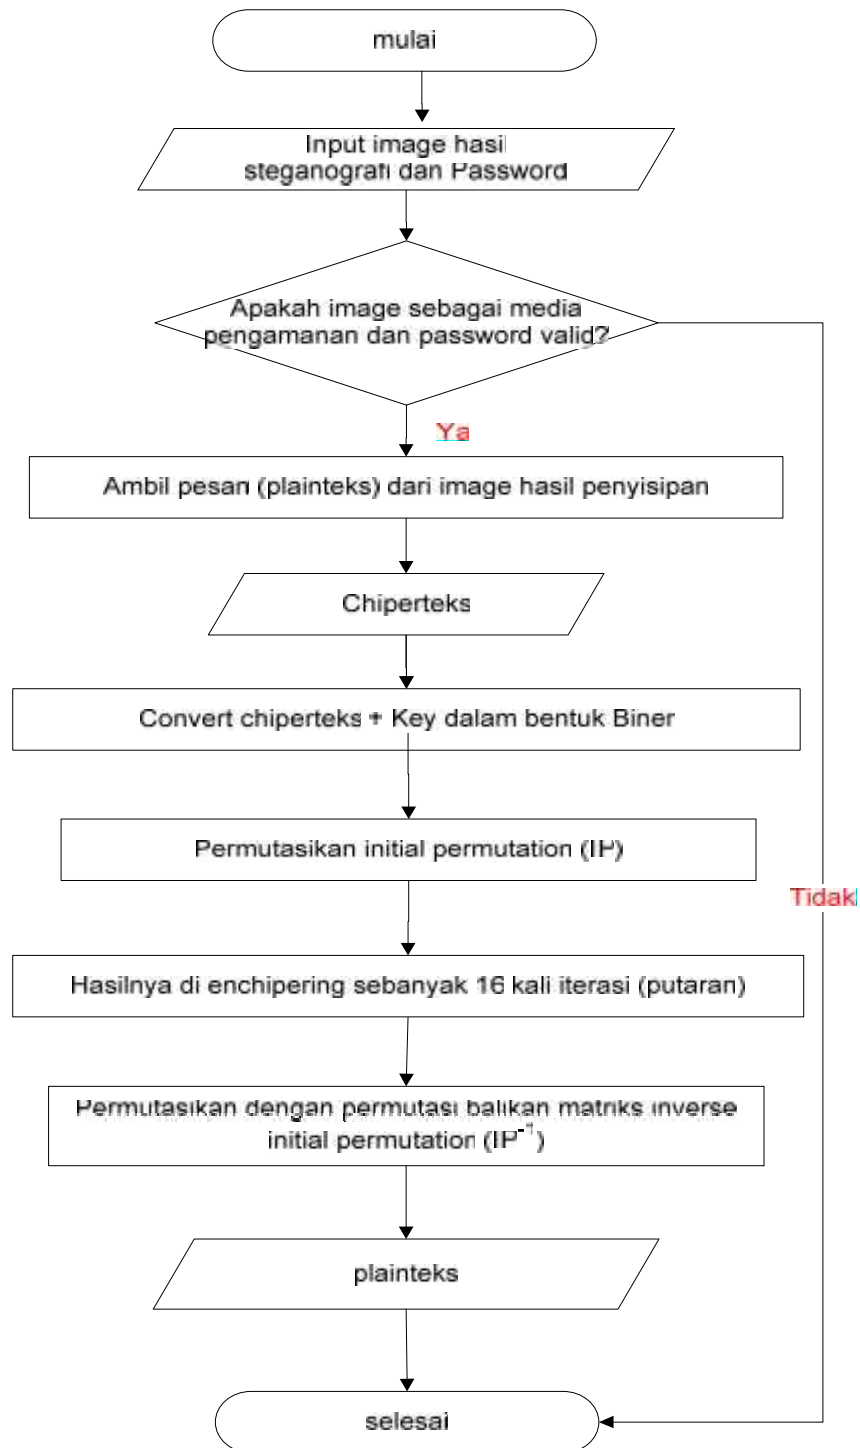 mulai
Input image hasil
steganografi dan Password
Apakah image sebagai media
pengamanan dan password valid?
Ya
Ambil pesan (plainteks) dari image hasil penyisipan
Chiperteks
Convert chiperteks + Key dalam bentuk Biner
Permutasikan initial permutation (IP)
Tidak
Hasilnya di enchipering sebanyak 16 kali iterasi (putaran)
Permutasikan dengan permutasi balikan matriks inverse
initial permutation (IP⁻¹)
plainteks
selesai